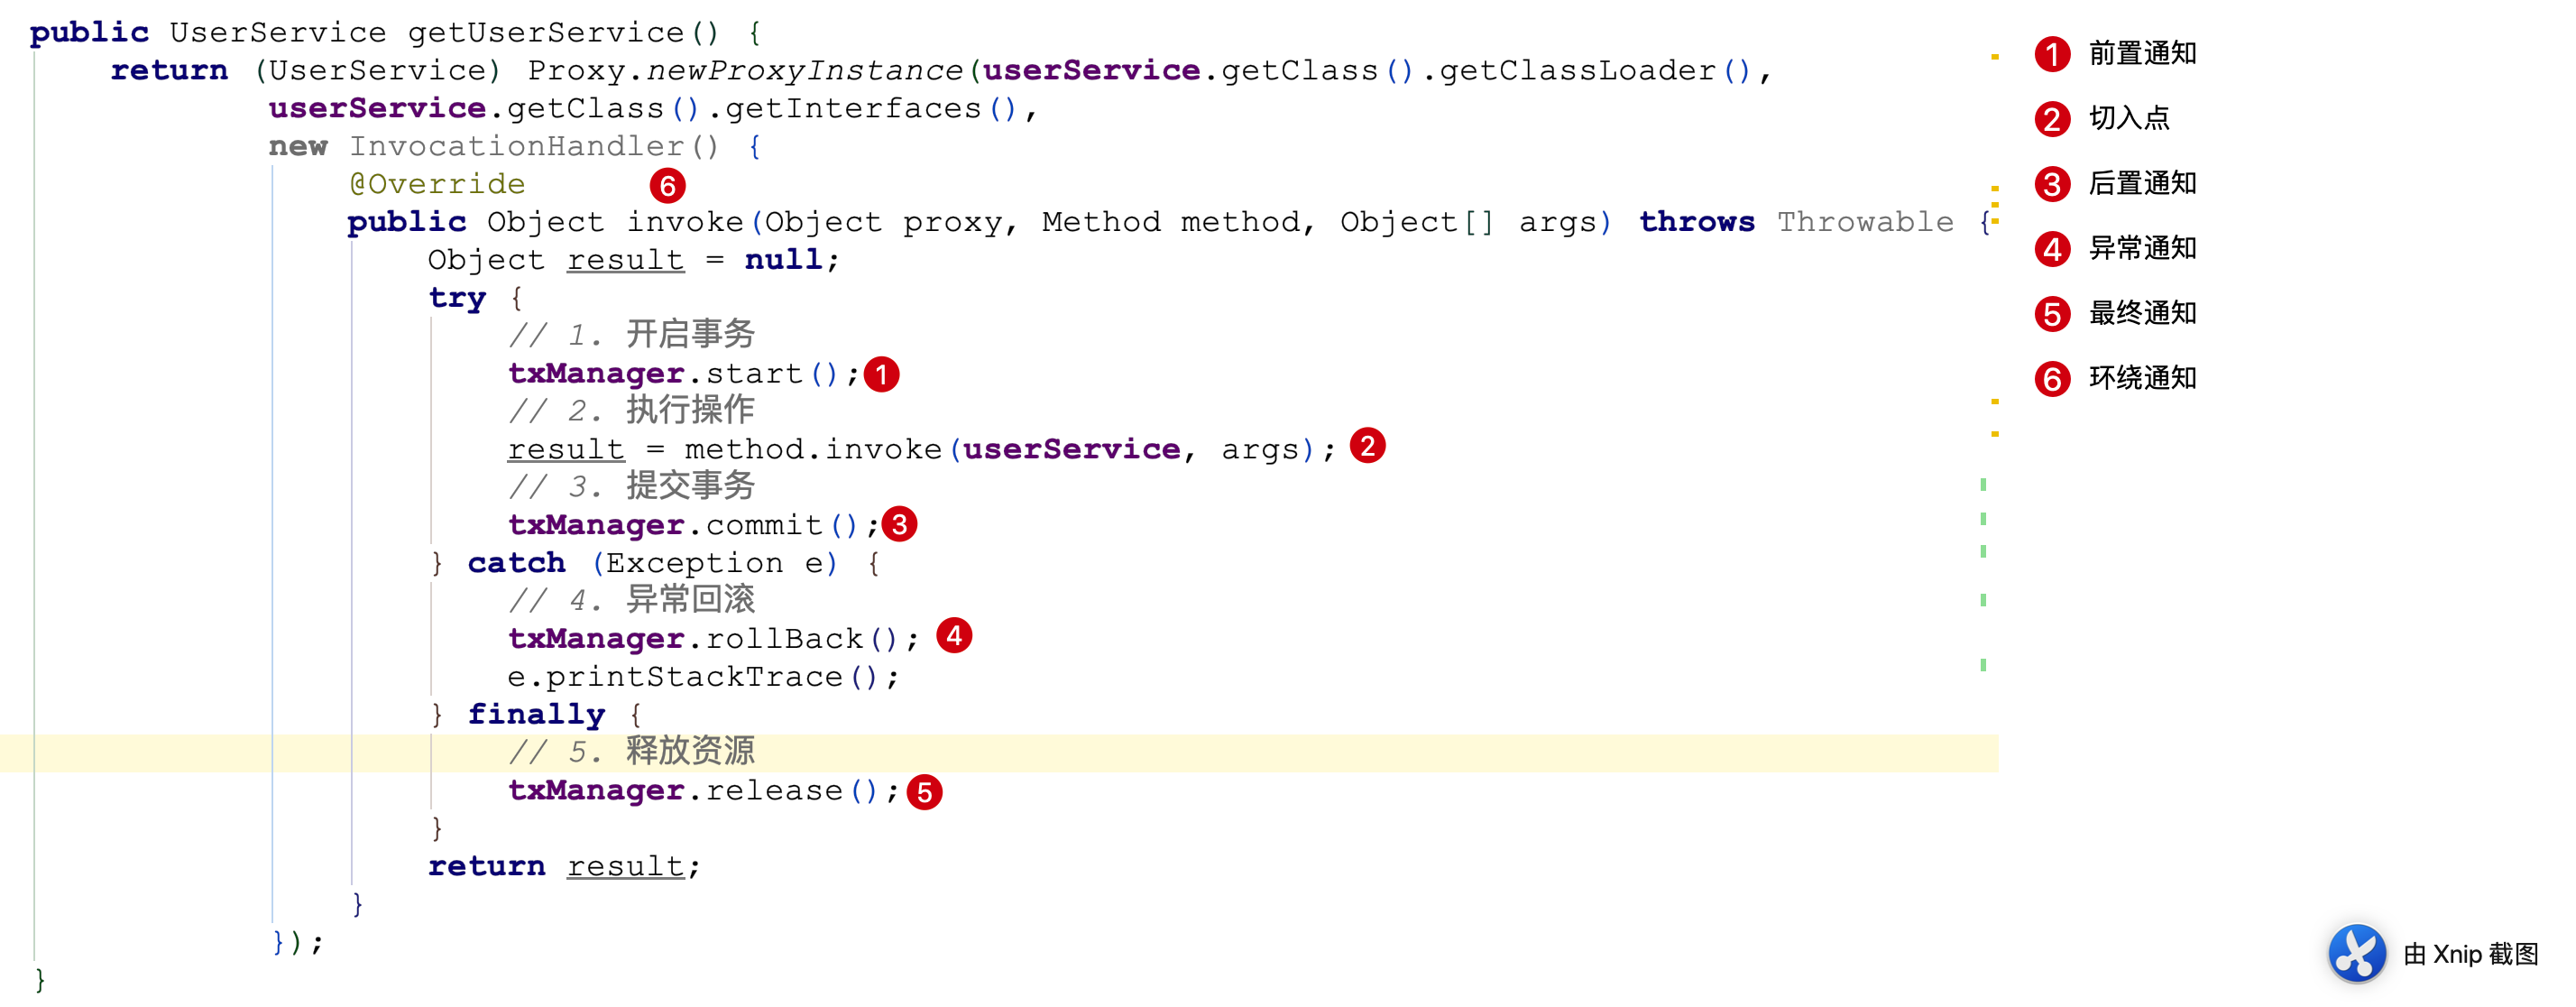 public UserService getUserService() {
return (UserService) Proxy.newProxyInstance(userService.getClass().getClassLoader(),
userService.getClass().getInterfaces(),
new InvocationHandler() {
@Override 6
public Object invoke(Object proxy, Method method, Object[] args) throws Throwable {
Object result = null;
try {
// 1. 开启事务
txManager.start(); 1
// 2. 执行操作
result = method.invoke(userService, args); 2
// 3. 提交事务
txManager.commit(); 3
} catch (Exception e) {
// 4. 异常回滚
txManager.rollBack(); 4
e.printStackTrace();
} finally {
// 5. 释放资源
txManager.release(); 5
}
return result;
}
});
}
1 前置通知
2 切入点
3 后置通知
4 异常通知
5 最终通知
6 环绕通知
由 Xnip 截图